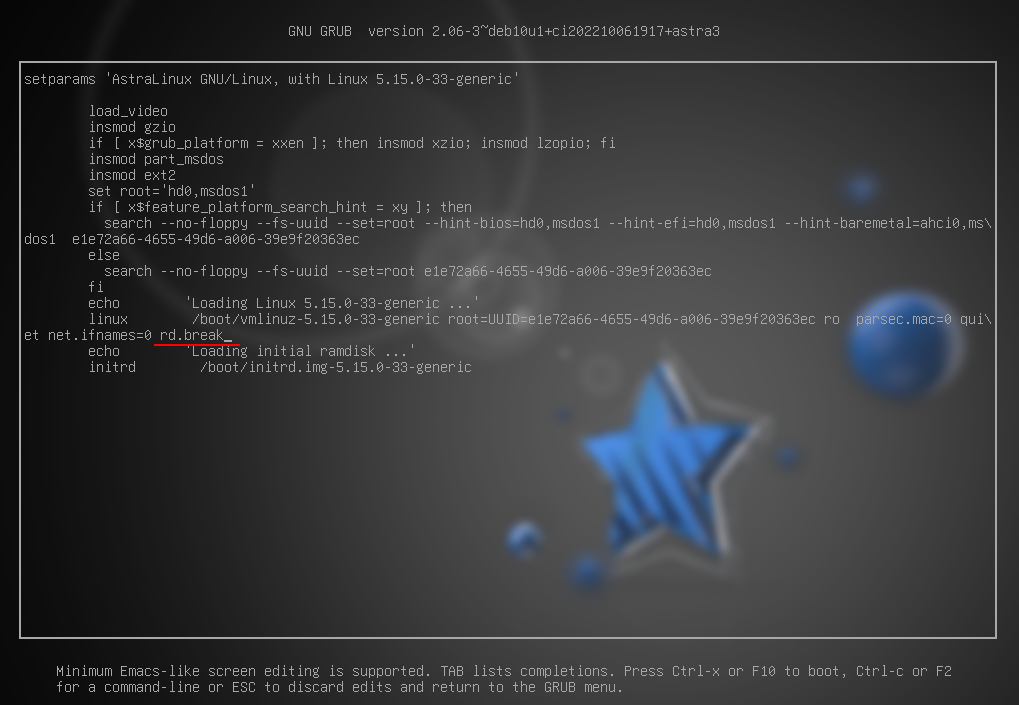 GNU GRUB  version 2.06-3~deb10u1+ci202210061917+astra3
setparams 'AstraLinux GNU/Linux, with Linux 5.15.0-33-generic'
load_video
insmod gzio
if [ x$grub_platform = xxen ]; then insmod xzio; insmod lzopio; fi
insmod part_msdos
insmod ext2
set root='hd0,msdos1'
if [ x$feature_platform_search_hint = xy ]; then
search --no-floppy --fs-uuid --set=root --hint-bios=hd0,msdos1 --hint-efi=hd0,msdos1 --hint-baremetal=ahci0,ms\
dos1  e1e72a66-4655-49d6-a006-39e9f20363ec
else
search --no-floppy --fs-uuid --set=root e1e72a66-4655-49d6-a006-39e9f20363ec
fi
echo        'Loading Linux 5.15.0-33-generic ...'
linux        /boot/vmlinuz-5.15.0-33-generic root=UUID=e1e72a66-4655-49d6-a006-39e9f20363ec ro  parsec.mac=0 qui\
et net.ifnames=0 rd.break_
echo        'Loading initial ramdisk ...'
initrd        /boot/initrd.img-5.15.0-33-generic
Minimum Emacs-like screen editing is supported. TAB lists completions. Press Ctrl-x or F10 to boot, Ctrl-c or F2
for a command-line or ESC to discard edits and return to the GRUB menu.